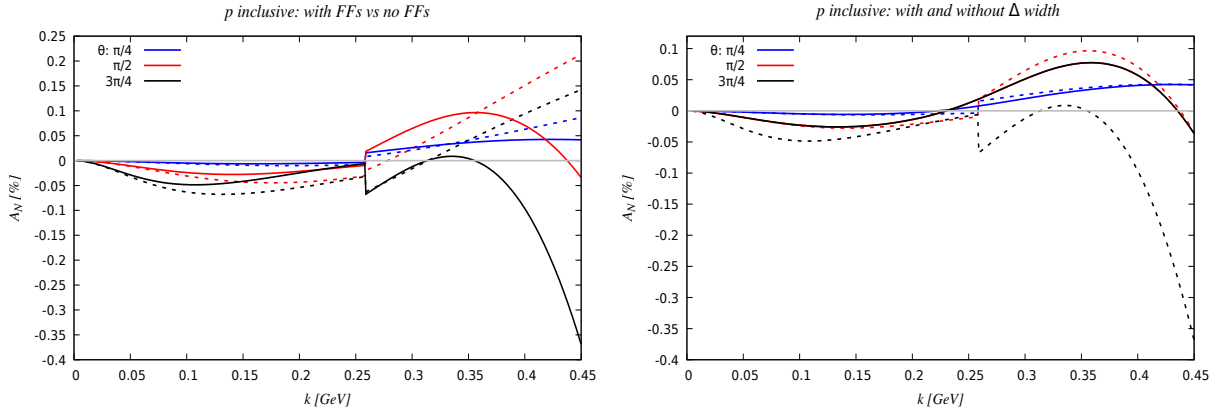 p inclusive: with FFs vs no FFs
θ: π/4
π/2
3π/4
0.25
0.2
0.15
0.1
0.05
0
-0.05
-0.1
-0.15
-0.2
-0.25
-0.3
-0.35
-0.4
A_N [%]
0 0.05 0.1 0.15 0.2 0.25 0.3 0.35 0.4 0.45
k [GeV]
p inclusive: with and without Δ width
θ: π/4
π/2
3π/4
0.1
0.05
0
-0.05
-0.1
-0.15
-0.2
-0.25
-0.3
-0.35
-0.4
A_N [%]
0 0.05 0.1 0.15 0.2 0.25 0.3 0.35 0.4 0.45
k [GeV]